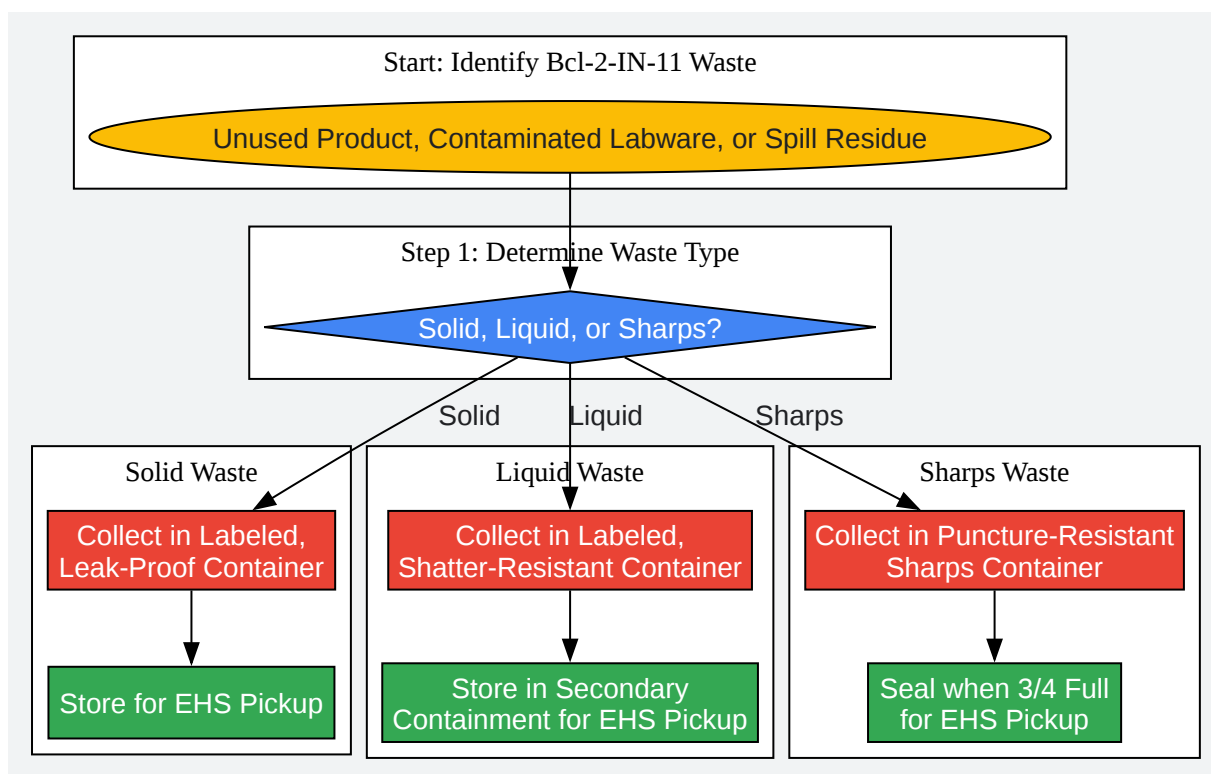 Start: Identify Bcl-2-IN-11 Waste
Unused Product, Contaminated Labware, or Spill Residue
Step 1: Determine Waste Type
Solid, Liquid, or Sharps?
Solid
Liquid
Sharps
Solid Waste
Collect in Labeled,
Leak-Proof Container
Store for EHS Pickup
Liquid Waste
Collect in Labeled,
Shatter-Resistant Container
Store in Secondary
Containment for EHS Pickup
Sharps Waste
Collect in Puncture-Resistant
Sharps Container
Seal when 3/4 Full
for EHS Pickup